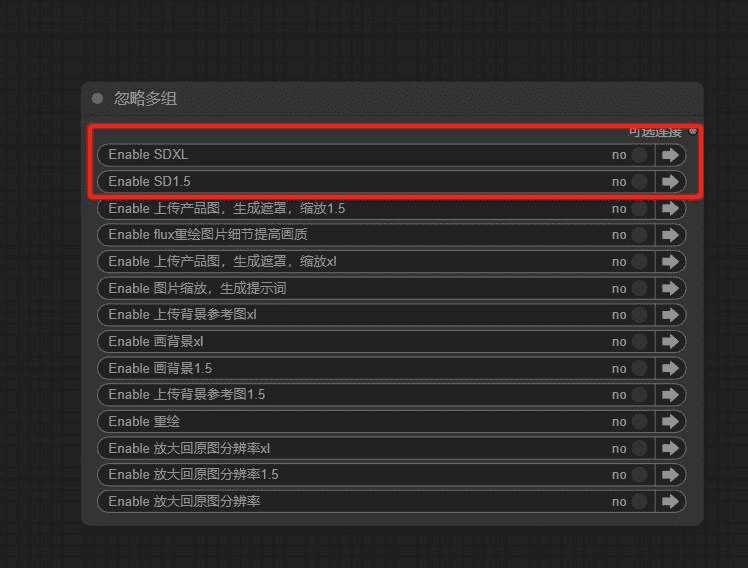 忽略多组
可选连接
Enable SDXL no
Enable SD1.5 no
Enable 上传产品图，生成遮罩，缩放1.5 no
Enable flux重绘图片细节提高画质 no
Enable 上传产品图，生成遮罩，缩放xl no
Enable 图片缩放，生成提示词 no
Enable 上传背景参考图xl no
Enable 画背景xl no
Enable 画背景1.5 no
Enable 上传背景参考图1.5 no
Enable 重绘 no
Enable 放大回原图分辨率xl no
Enable 放大回原图分辨率1.5 no
Enable 放大回原图分辨率 no